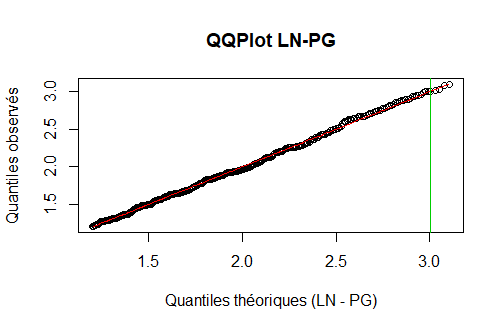 QQPlot LN-PG
Quantiles observés
3.0
2.5
2.0
1.5
1.5 2.0 2.5 3.0
Quantiles théoriques (LN - PG)